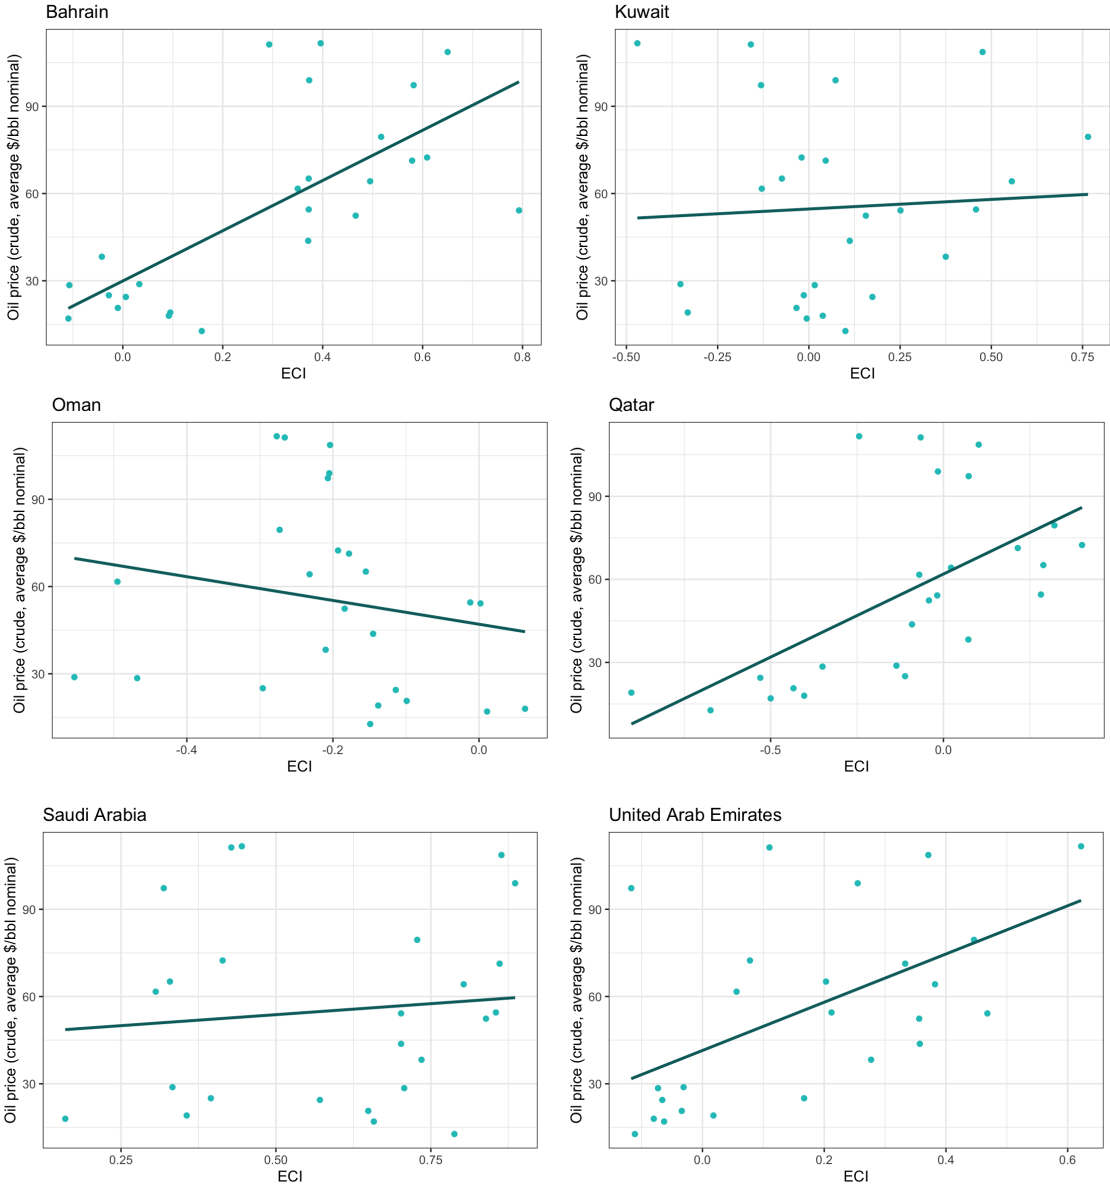 Bahrain
Oil price (crude, average $/bbl nominal)
90
60
30
0.0 0.2 0.4 0.6 0.8
ECI
Kuwait
Oil price (crude, average $/bbl nominal)
90
60
30
-0.50 -0.25 0.00 0.25 0.50 0.75
ECI
Oman
Oil price (crude, average $/bbl nominal)
90
60
30
-0.4 -0.2 0.0
ECI
Qatar
Oil price (crude, average $/bbl nominal)
90
60
30
-0.5 0.0
ECI
Saudi Arabia
Oil price (crude, average $/bbl nominal)
90
60
30
0.25 0.50 0.75
ECI
United Arab Emirates
Oil price (crude, average $/bbl nominal)
90
60
30
0.0 0.2 0.4 0.6
ECI